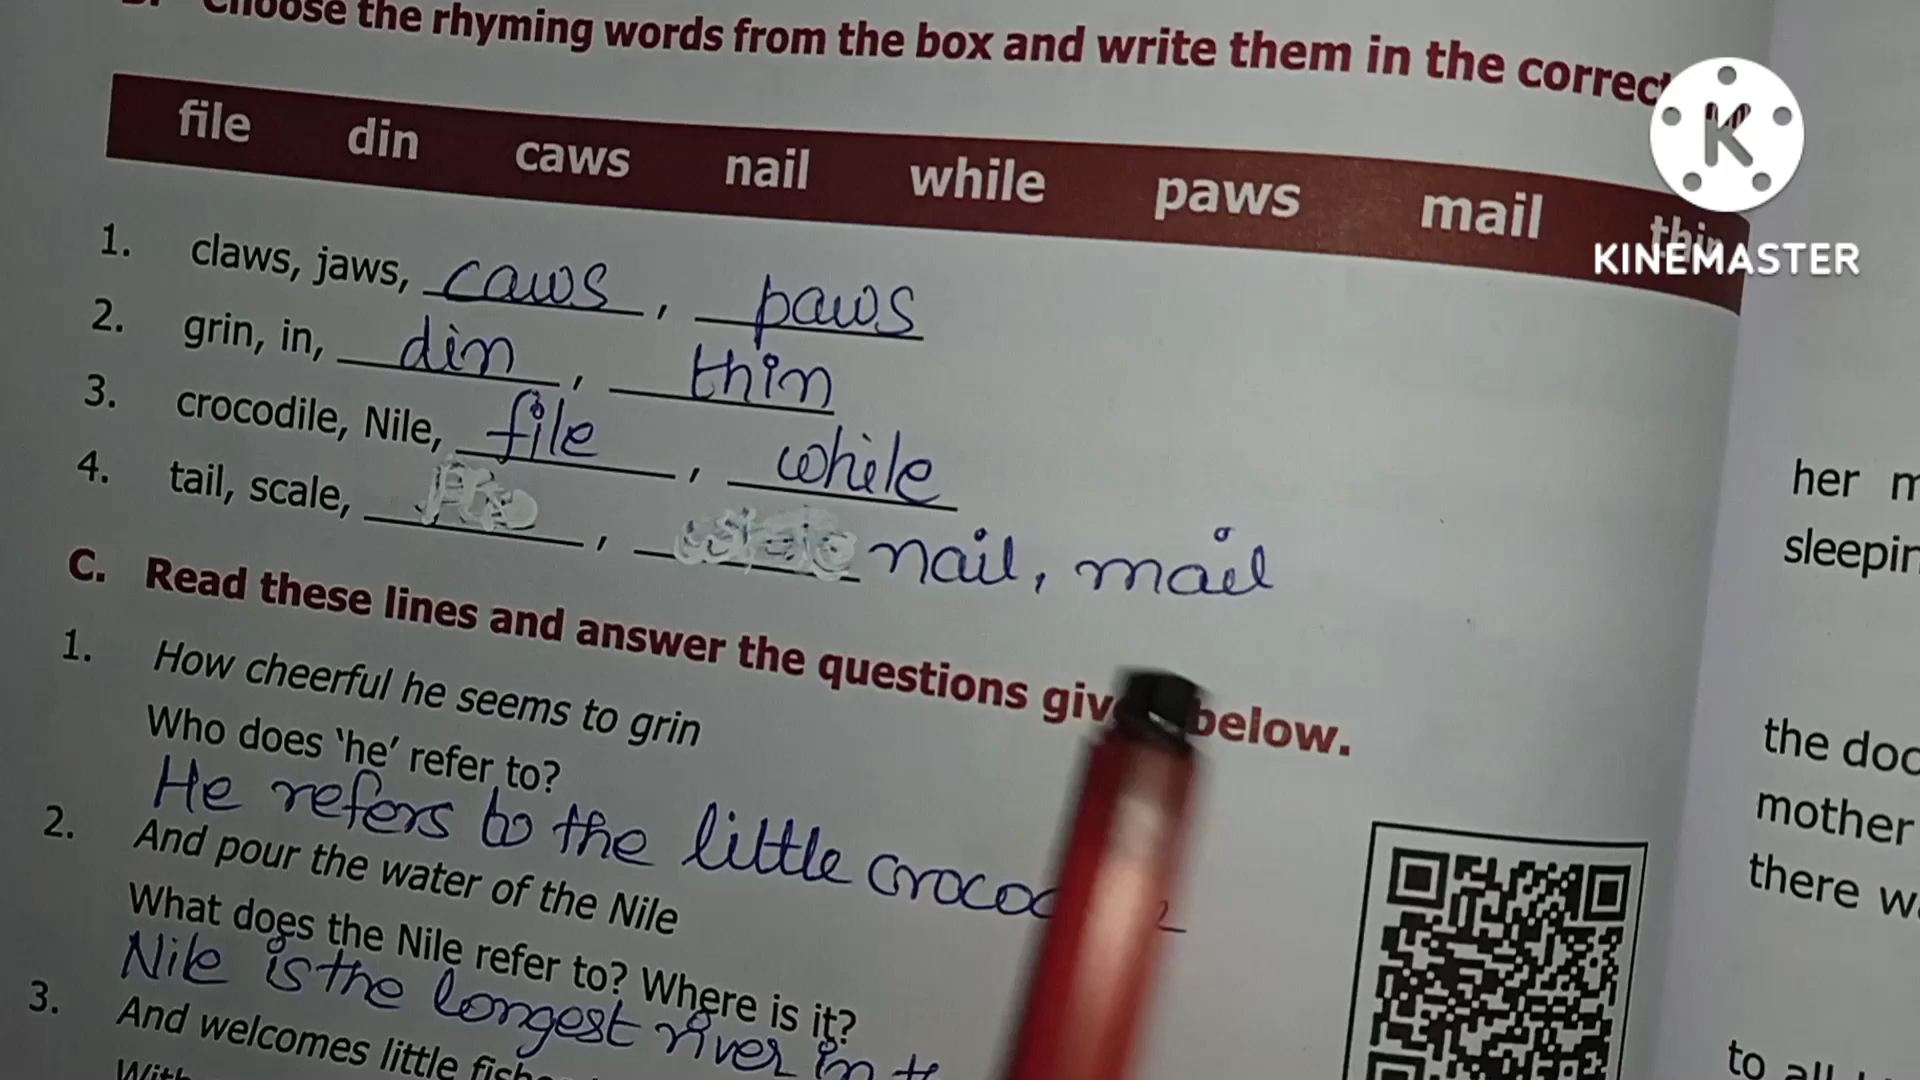 Choose the rhyming words from the box and write them in the correct
file din caws nail while paws mail thin
KINEMASTER
1. claws, jaws, caws, paws
2. grin, in, din, thin
3. crocodile, Nile, file, while
4. tail, scale, nail, mail
C. Read these lines and answer the questions given below.
1. How cheerful he seems to grin
Who does 'he' refer to?
He refers to the little
2. And pour the water of the Nile
What does the Nile refer to? Where is it?
Nile is the longest river in
3. And welcomes little
her
sleepin
the doc
mother
there
to all